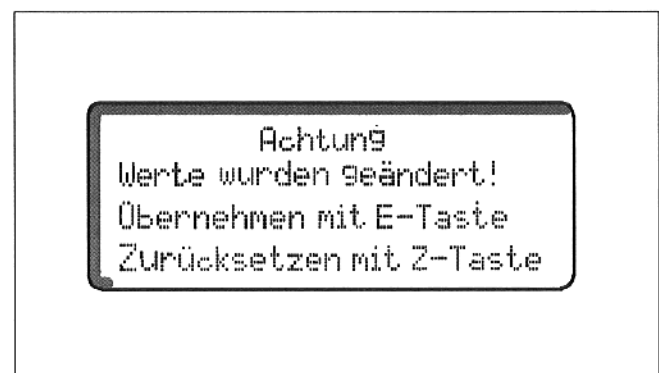 Achtung
Werte wurden geändert!
Übernehmen mit E-Taste
Zurücksetzen mit Z-Taste